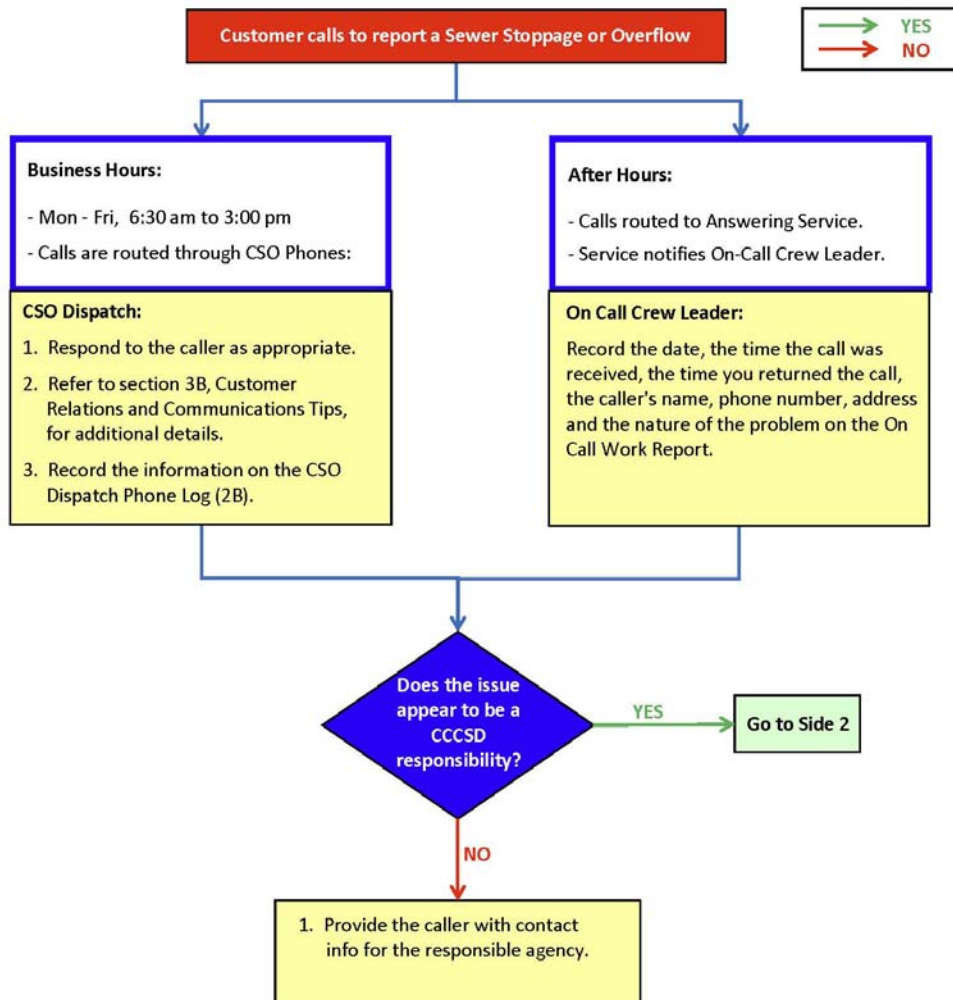 Customer calls to report a Sewer Stoppage or Overflow
YES
NO
Business Hours:
- Mon - Fri, 6:30 am to 3:00 pm
- Calls are routed through CSO Phones:
CSO Dispatch:
1. Respond to the caller as appropriate.
2. Refer to section 3B, Customer
Relations and Communications Tips,
for additional details.
3. Record the information on the CSO
Dispatch Phone Log (2B).
After Hours:
- Calls routed to Answering Service.
- Service notifies On-Call Crew Leader.
On Call Crew Leader:
Record the date, the time the call was
received, the time you returned the call,
the caller's name, phone number, address
and the nature of the problem on the On
Call Work Report.
Does the issue
appear to be a
CCCSD
responsibility?
YES
Go to Side 2
NO
1. Provide the caller with contact
info for the responsible agency.